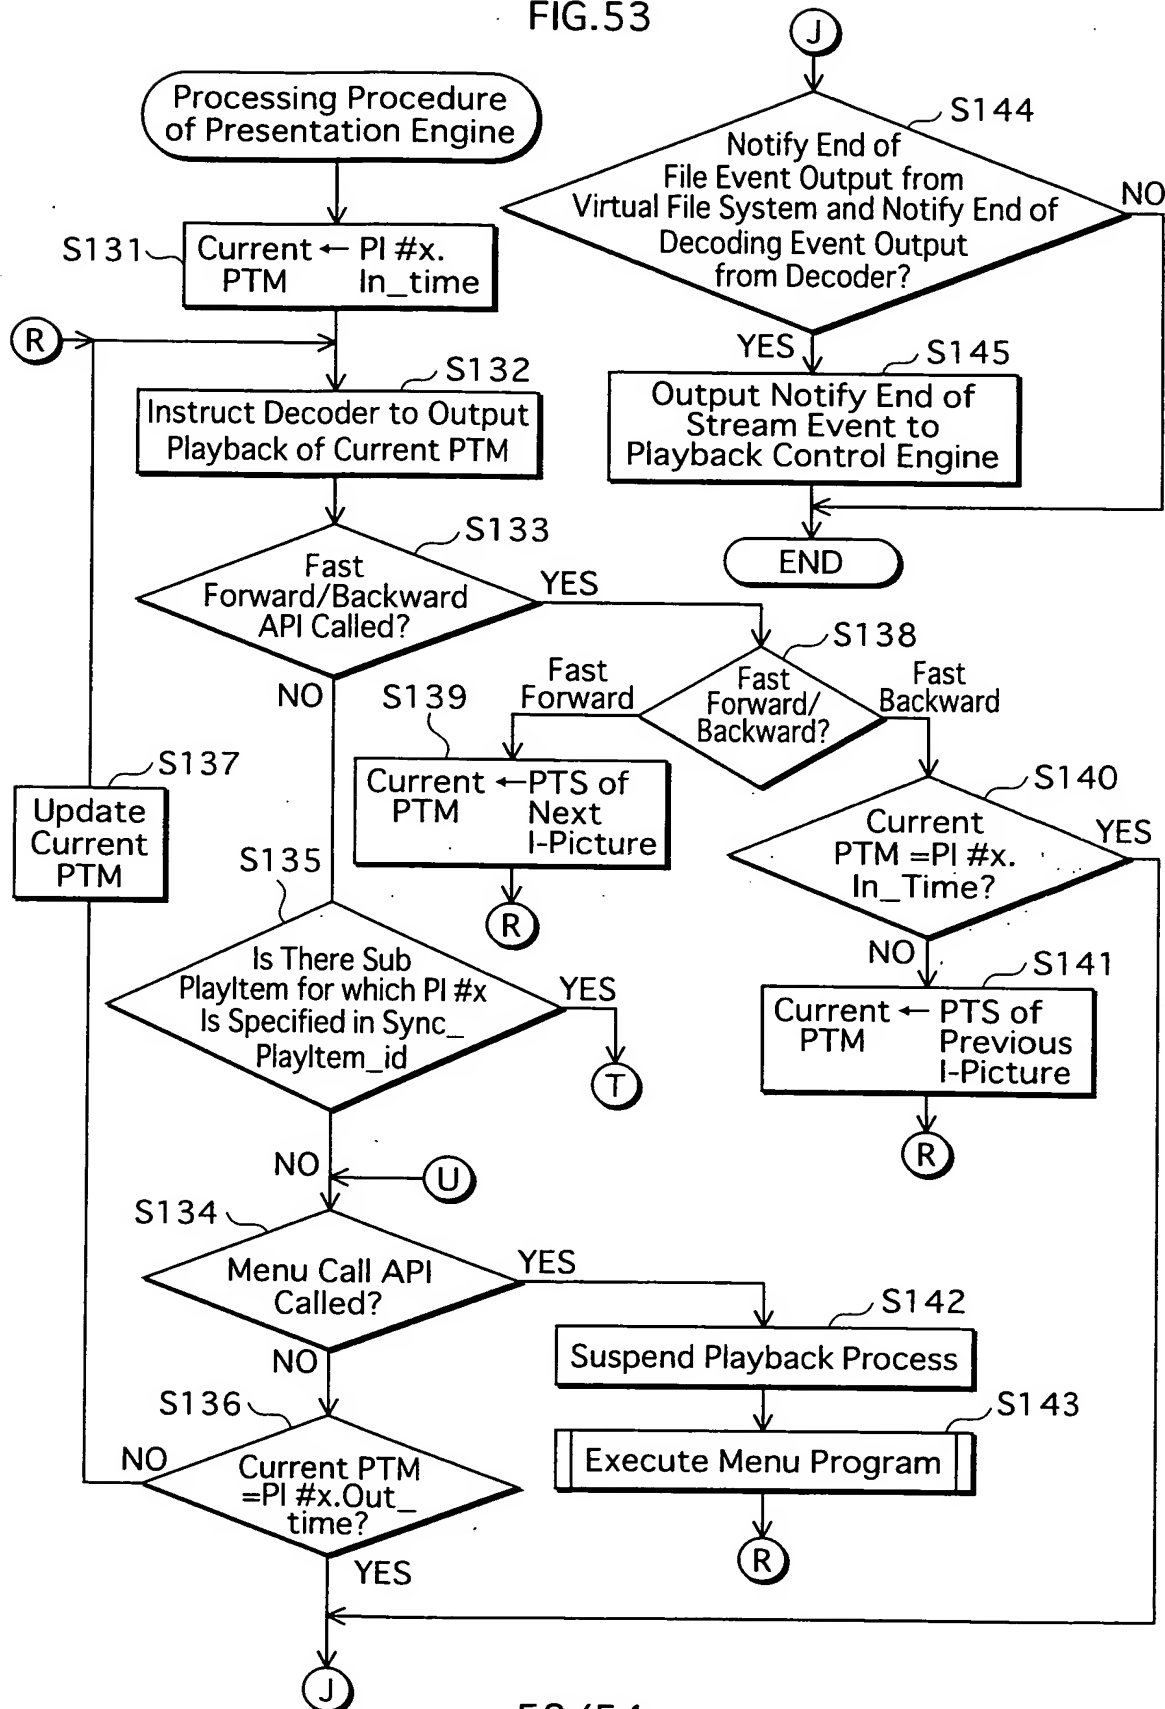 FIG.53
Processing Procedure
of Presentation Engine
S131
Current ← PI #x.
PTM In_time
R
S132
Instruct Decoder to Output
Playback of Current PTM
S133
Fast
Forward/Backward
API Called?
YES
NO
S138
Fast
Forward/
Backward?
Fast
Forward
Fast
Backward
S139
Current ← PTS of
PTM Next
I-Picture
R
S140
Current
PTM =PI #x.
In_Time?
YES
NO
S141
Current ← PTS of
PTM Previous
I-Picture
R
S137
Update
Current
PTM
S135
Is There Sub
PlayItem for which PI #x
Is Specified in Sync_
PlayItem_id
YES
T
NO
U
S134
Menu Call API
Called?
YES
NO
S142
Suspend Playback Process
S143
Execute Menu Program
R
S136
Current PTM
=PI #x.Out_
time?
NO
YES
J
J
S144
Notify End of
File Event Output from
Virtual File System and Notify End of
Decoding Event Output
from Decoder?
NO
YES
S145
Output Notify End of
Stream Event to
Playback Control Engine
END